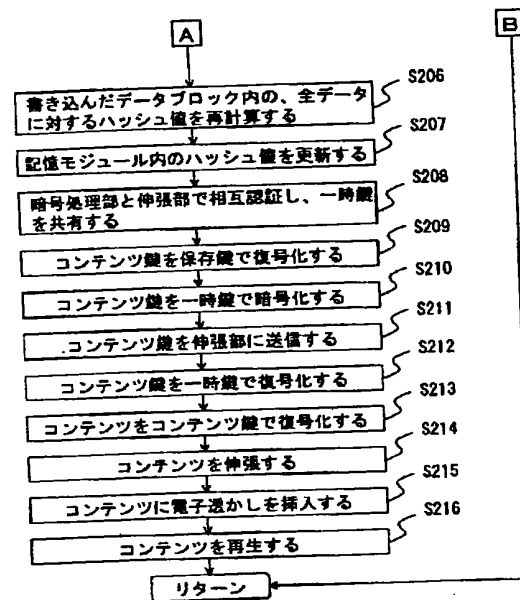 A
B
S206
書き込んだデータブロック内の、全データ
に対するハッシュ値を再計算する
S207
記憶モジュール内のハッシュ値を更新する
S208
暗号処理部と伸張部で相互認証し、一時鍵
を共有する
S209
コンテンツ鍵を保存鍵で復号化する
S210
コンテンツ鍵を一時鍵で暗号化する
S211
コンテンツ鍵を伸張部に送信する
S212
コンテンツ鍵を一時鍵で復号化する
S213
コンテンツをコンテンツ鍵で復号化する
S214
コンテンツを伸張する
S215
コンテンツに電子透かしを挿入する
S216
コンテンツを再生する
リターン